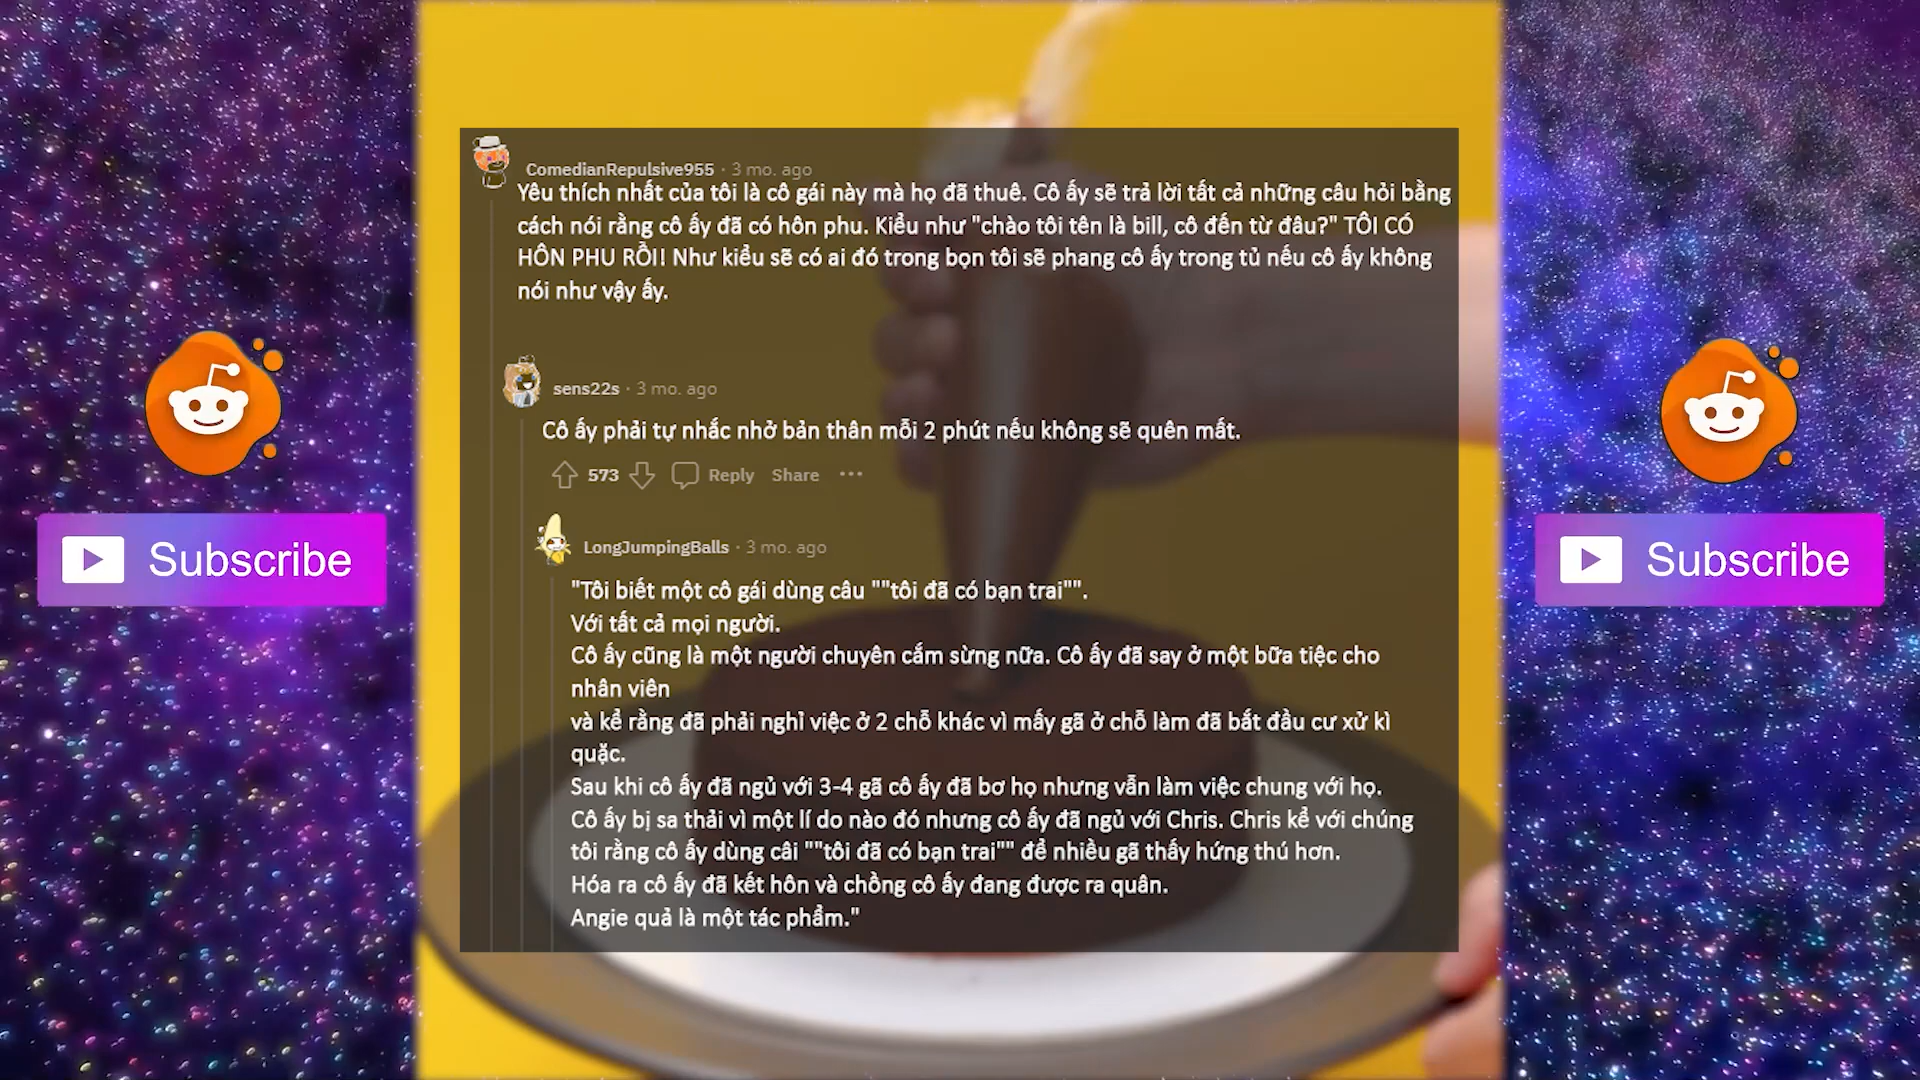 ComedianRepulsive955 · 3 mo. ago
Yêu thích nhất của tôi là cô gái này mà họ đã thuê. Cô ấy sẽ trả lời tất cả những câu hỏi bằng
cách nói rằng cô ấy đã có hôn phu. Kiểu như "chào tôi tên là bill, cô đến từ đâu?" TÔI CÓ
HÔN PHU RỒI! Như kiểu sẽ có ai đó trong bọn tôi sẽ phang cô ấy trong tủ nếu cô ấy không
nói như vậy ấy.
sens22s · 3 mo. ago
Cô ấy phải tự nhắc nhở bản thân mỗi 2 phút nếu không sẽ quên mất.
573 Reply Share ...
LongJumpingBalls · 3 mo. ago
"Tôi biết một cô gái dùng câu ""tôi đã có bạn trai"".
Với tất cả mọi người.
Cô ấy cũng là một người chuyên cắm sừng nữa. Cô ấy đã say ở một bữa tiệc cho
nhân viên
và kể rằng đã phải nghỉ việc ở 2 chỗ khác vì mấy gã ở chỗ làm đã bắt đầu cư xử kì
quặc.
Sau khi cô ấy đã ngủ với 3-4 gã cô ấy đã bơ họ nhưng vẫn làm việc chung với họ.
Cô ấy bị sa thải vì một lí do nào đó nhưng cô ấy đã ngủ với Chris. Chris kể với chúng
tôi rằng cô ấy dùng câi ""tôi đã có bạn trai"" để nhiều gã thấy hứng thú hơn.
Hóa ra cô ấy đã kết hôn và chồng cô ấy đang được ra quân.
Angie quả là một tác phẩm."
Subscribe
Subscribe